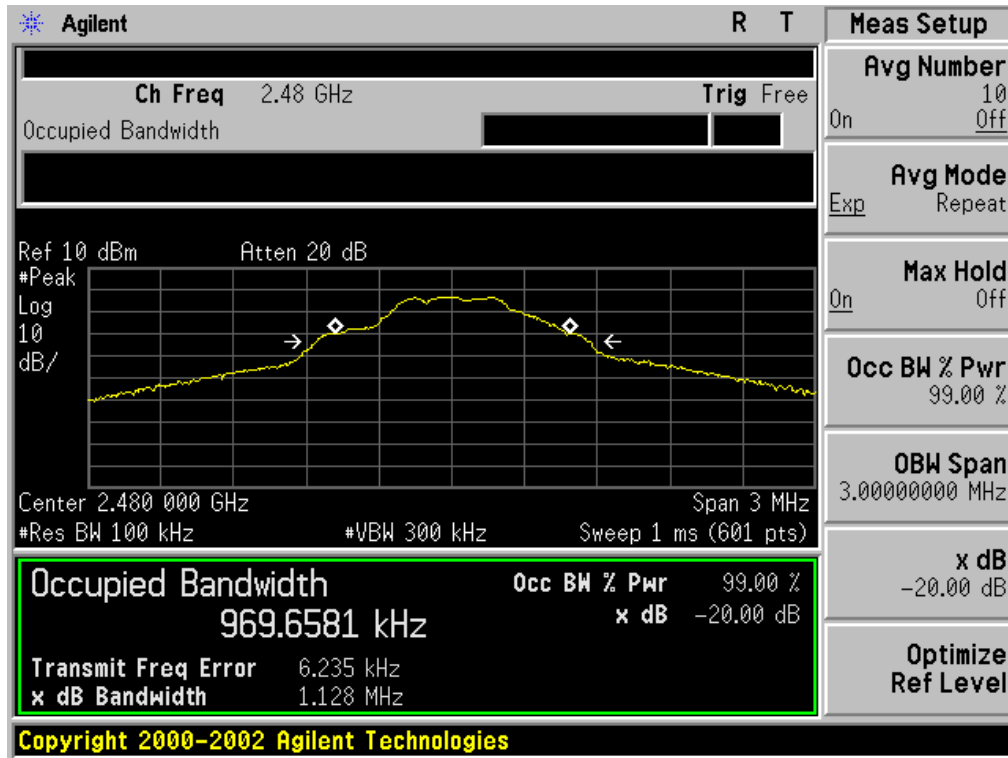 Agilent R T
Ch Freq 2.48 GHz Trig Free
Occupied Bandwidth
Ref 10 dBm Atten 20 dB
#Peak
Log
10
dB/
Center 2.480 000 GHz Span 3 MHz
#Res BW 100 kHz #VBW 300 kHz Sweep 1 ms (601 pts)
Occupied Bandwidth Occ BW % Pwr 99.00 %
969.6581 kHz x dB -20.00 dB
Transmit Freq Error 6.235 kHz
x dB Bandwidth 1.128 MHz
Copyright 2000-2002 Agilent Technologies
Meas Setup
Avg Number
10
On Off
Avg Mode
Exp Repeat
Max Hold
On Off
Occ BW % Pwr
99.00 %
OBW Span
3.00000000 MHz
x dB
-20.00 dB
Optimize
Ref Level